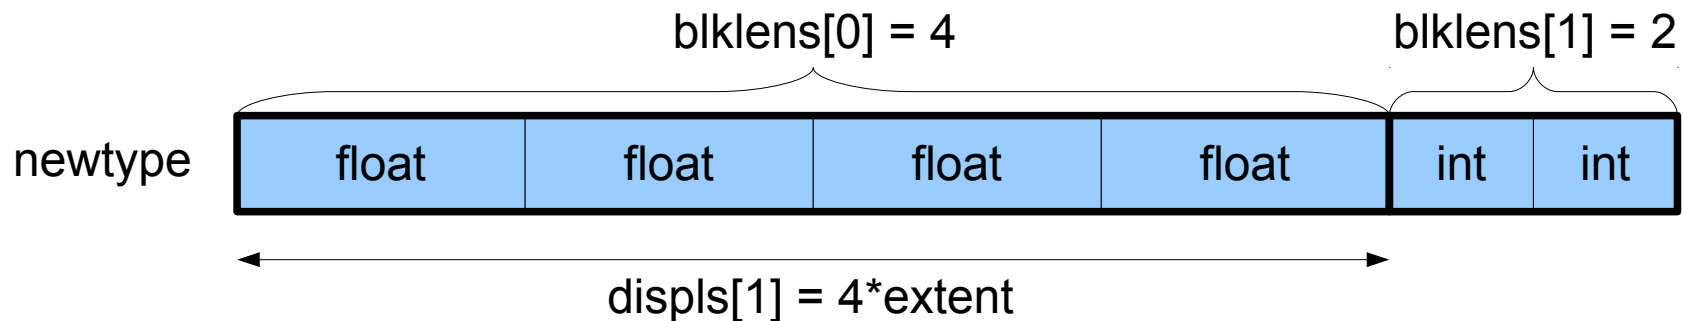 blklens[0] = 4
blklens[1] = 2
newtype
float
float
float
float
int
int
displs[1] = 4*extent